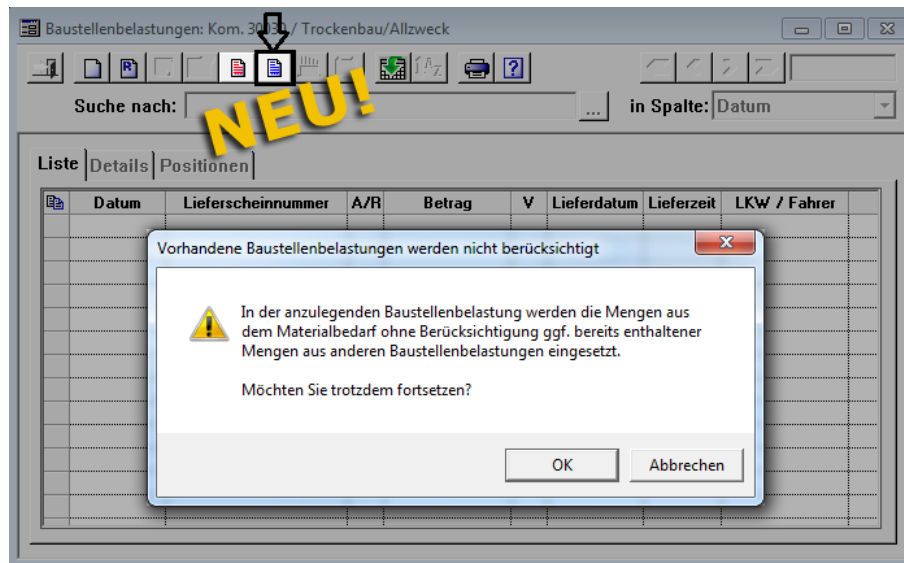 Baustellenbelastungen: Kom. 30030 / Trockenbau/Allzweck
NEU!
Suche nach:
...
in Spalte: Datum
Liste Details Positionen
Datum Lieferscheinnummer A/R Betrag V Lieferdatum Lieferzeit LKW / Fahrer
Vorhandene Baustellenbelastungen werden nicht berücksichtigt
In der anzulegenden Baustellenbelastung werden die Mengen aus
dem Materialbedarf ohne Berücksichtigung ggf. bereits enthaltener
Mengen aus anderen Baustellenbelastungen eingesetzt.
Möchten Sie trotzdem fortsetzen?
OK Abbrechen